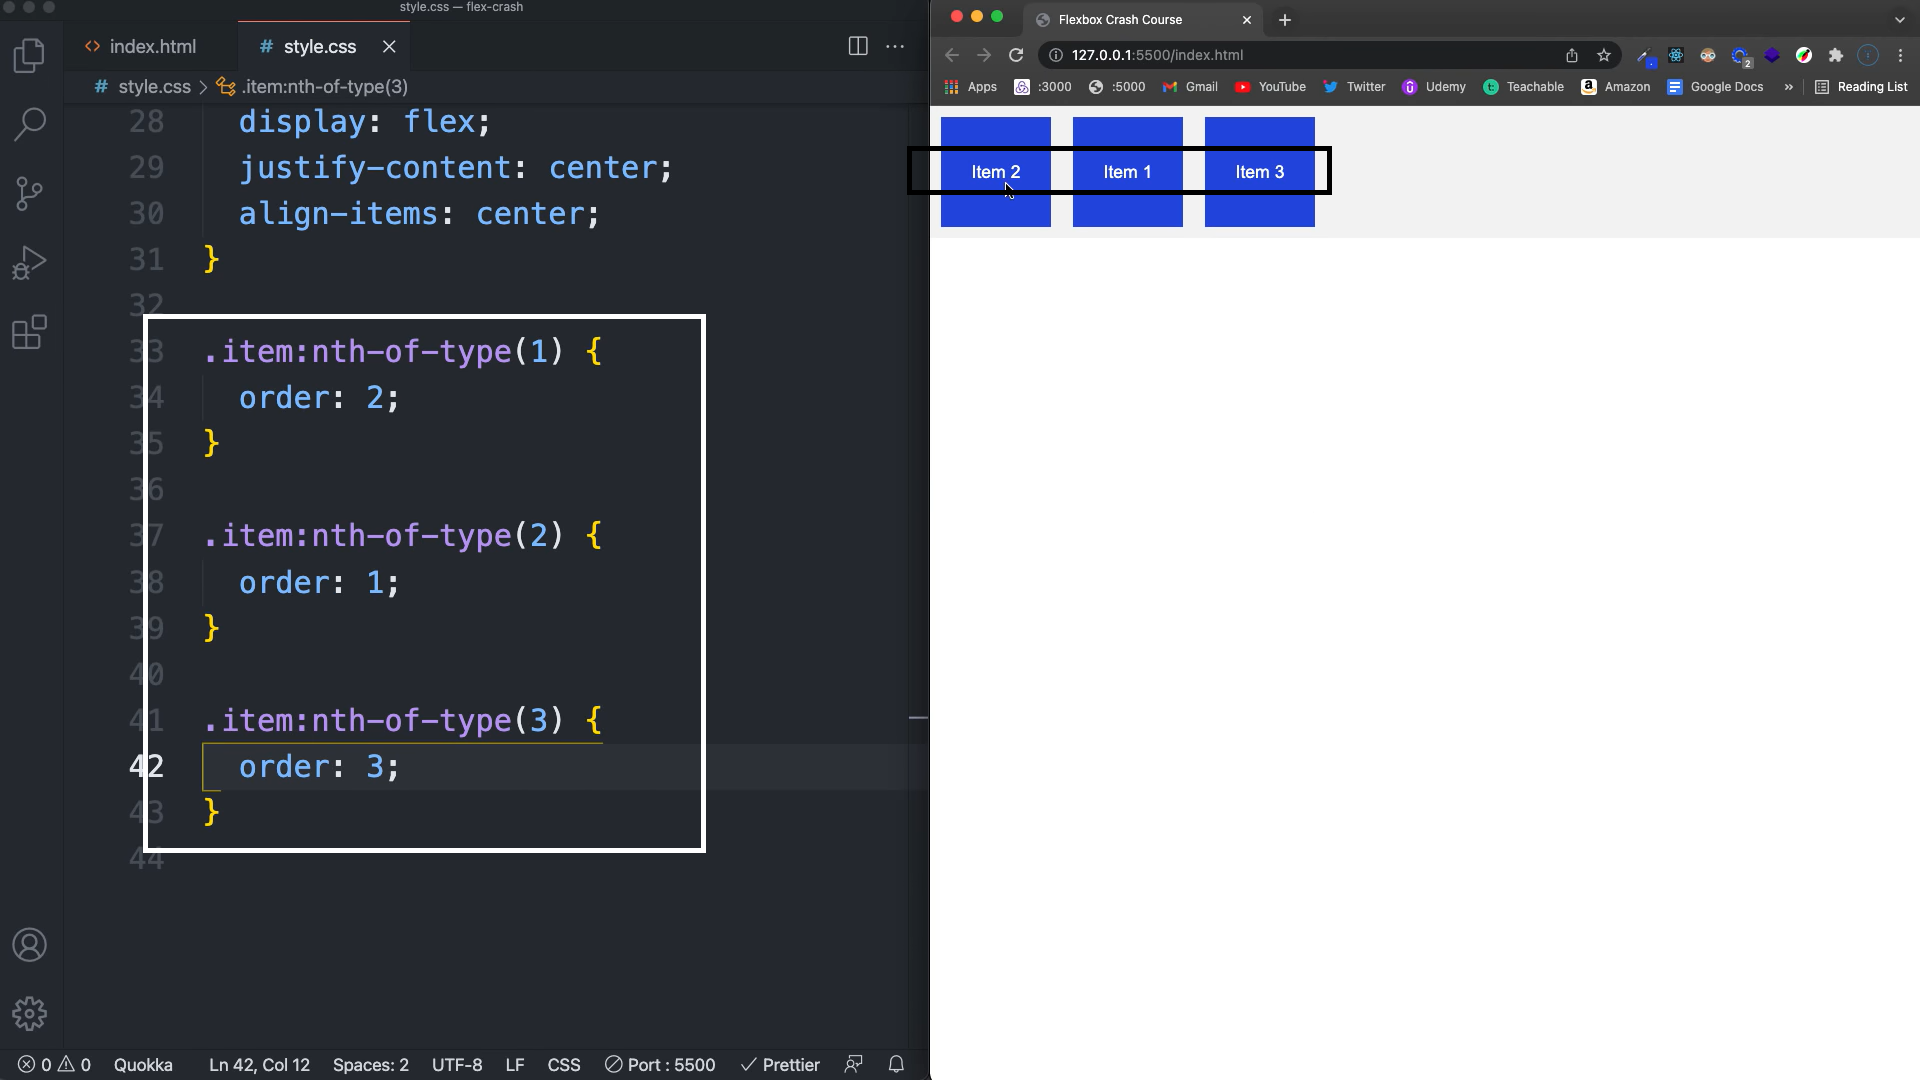 style.css — flex-crash
index.html
# style.css
# style.css > .item:nth-of-type(3)
28 display: flex;
29 justify-content: center;
30 align-items: center;
31 }
32
33 .item:nth-of-type(1) {
34 order: 2;
35 }
36
37 .item:nth-of-type(2) {
38 order: 1;
39 }
40
41 .item:nth-of-type(3) {
42 order: 3;
43 }
44
0 0 Quokka Ln 42, Col 12 Spaces: 2 UTF-8 LF CSS Port : 5500 Prettier
Flexbox Crash Course
127.0.0.1:5500/index.html
2
Apps :3000 :5000 Gmail YouTube Twitter Udemy Teachable Amazon Google Docs » Reading List
Item 2 Item 1 Item 3